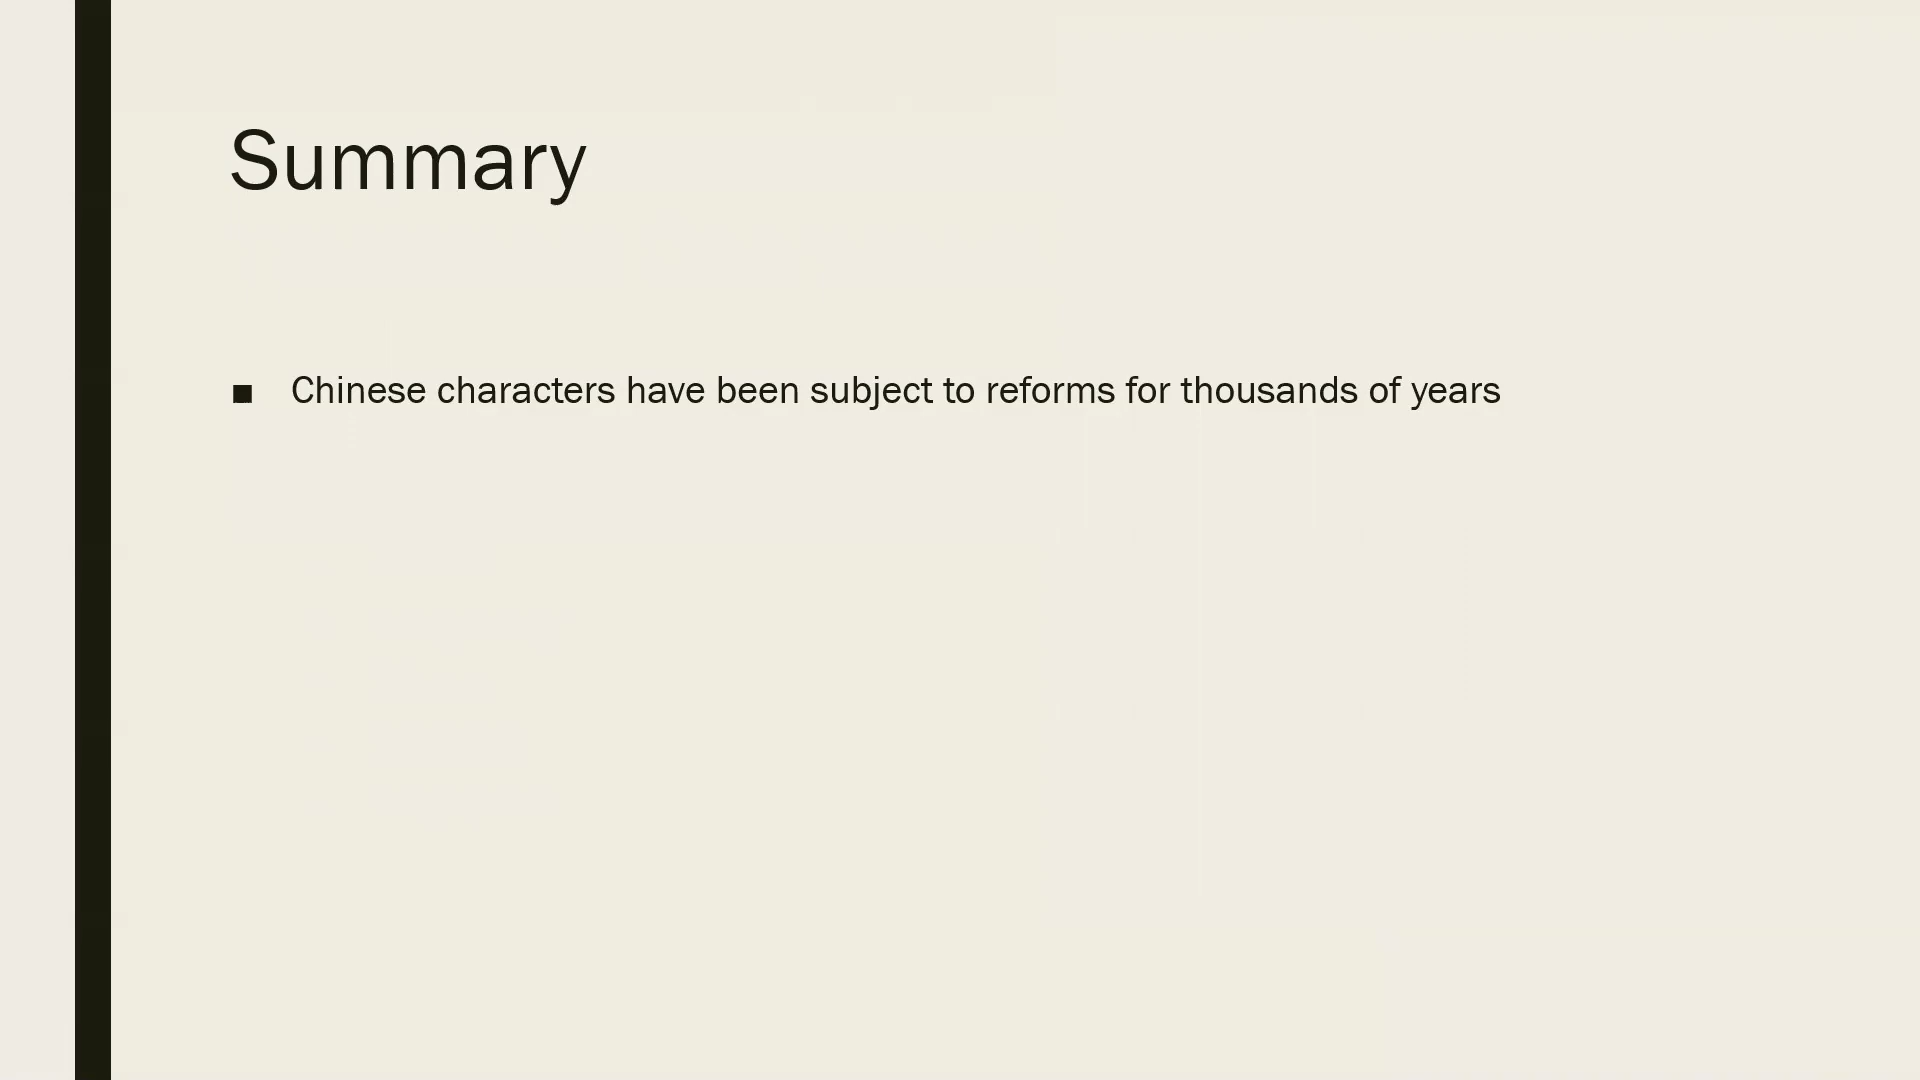 Summary
■ Chinese characters have been subject to reforms for thousands of years